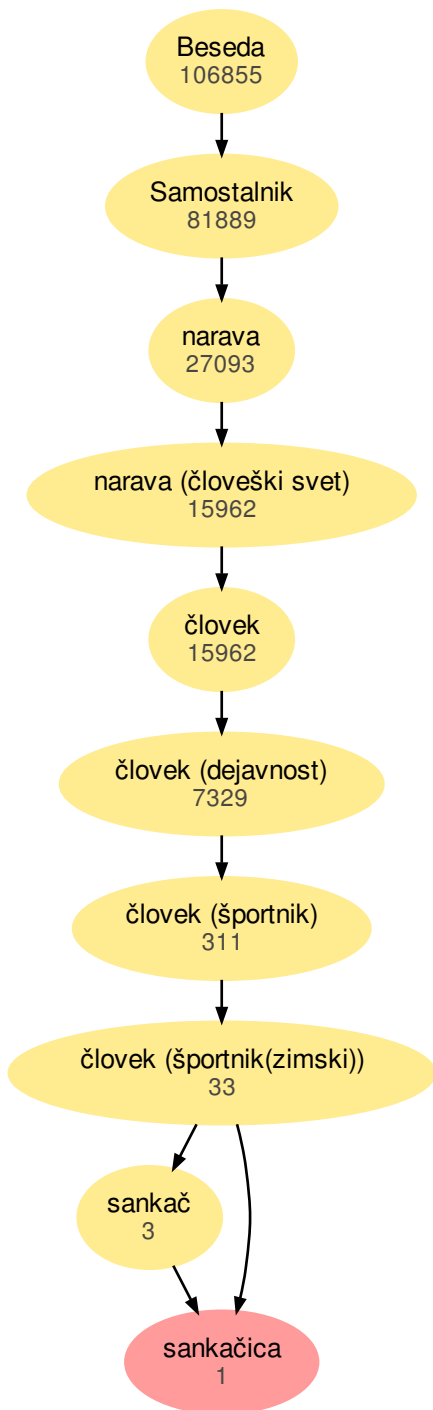 Beseda
106855
Samostalnik
81889
narava
27093
narava (človeški svet)
15962
človek
15962
človek (dejavnost)
7329
človek (športnik)
311
človek (športnik(zimski))
33
sankač
3
sankačica
1